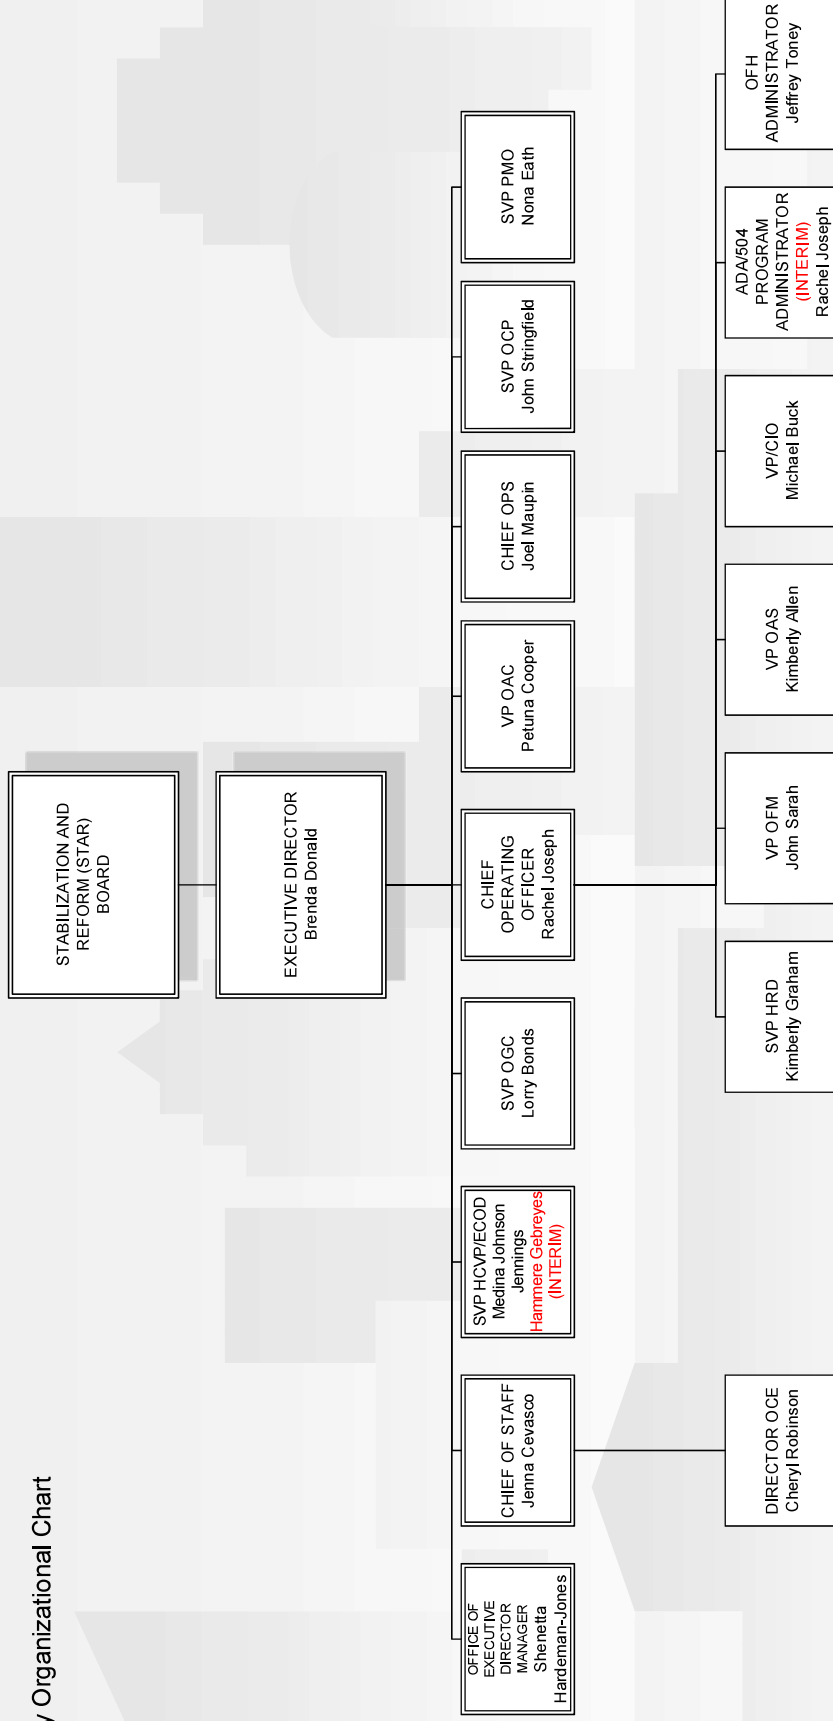 Organizational Chart
STABILIZATION AND
REFORM (STAR)
BOARD
EXECUTIVE DIRECTOR
Brenda Donald
OFFICE OF
EXECUTIVE
DIRECTOR
MANAGER
Shenetta
Hardeman-Jones
CHIEF OF STAFF
Jenna Cevasco
SVP HCVP/ECOD
Medina Johnson
Jennings
Hammere Gebreyes
(INTERIM)
SVP OGC
Lorry Bonds
CHIEF
OPERATING
OFFICER
Rachel Joseph
VP OAC
Petuna Cooper
CHIEF OPS
Joel Maupin
SVP OCP
John Stringfield
SVP PMO
Nona Eath
DIRECTOR OCE
Cheryl Robinson
SVP HRD
Kimberly Graham
VP OFM
John Sarah
VP OAS
Kimberly Allen
VP/CIO
Michael Buck
ADA/504
PROGRAM
ADMINISTRATOR
(INTERIM)
Rachel Joseph
OFH
ADMINISTRATOR
Jeffrey Toney